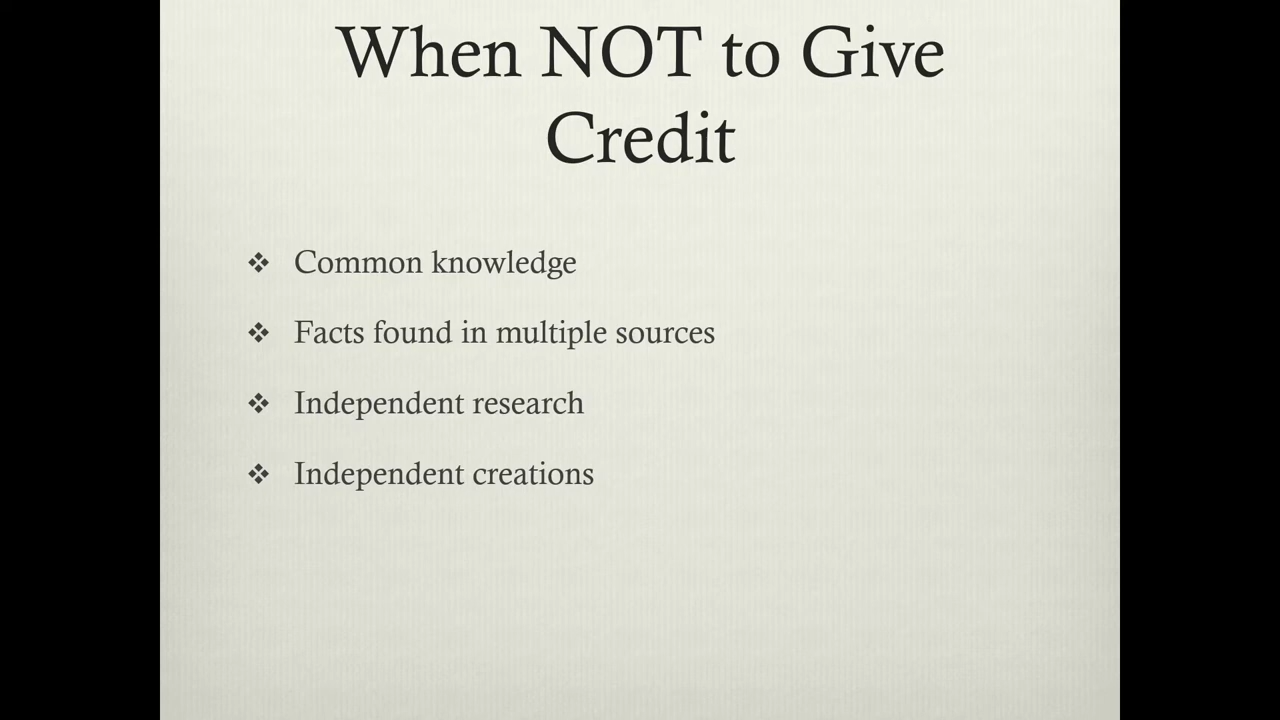 When NOT to Give
Credit
❖ Common knowledge
❖ Facts found in multiple sources
❖ Independent research
❖ Independent creations